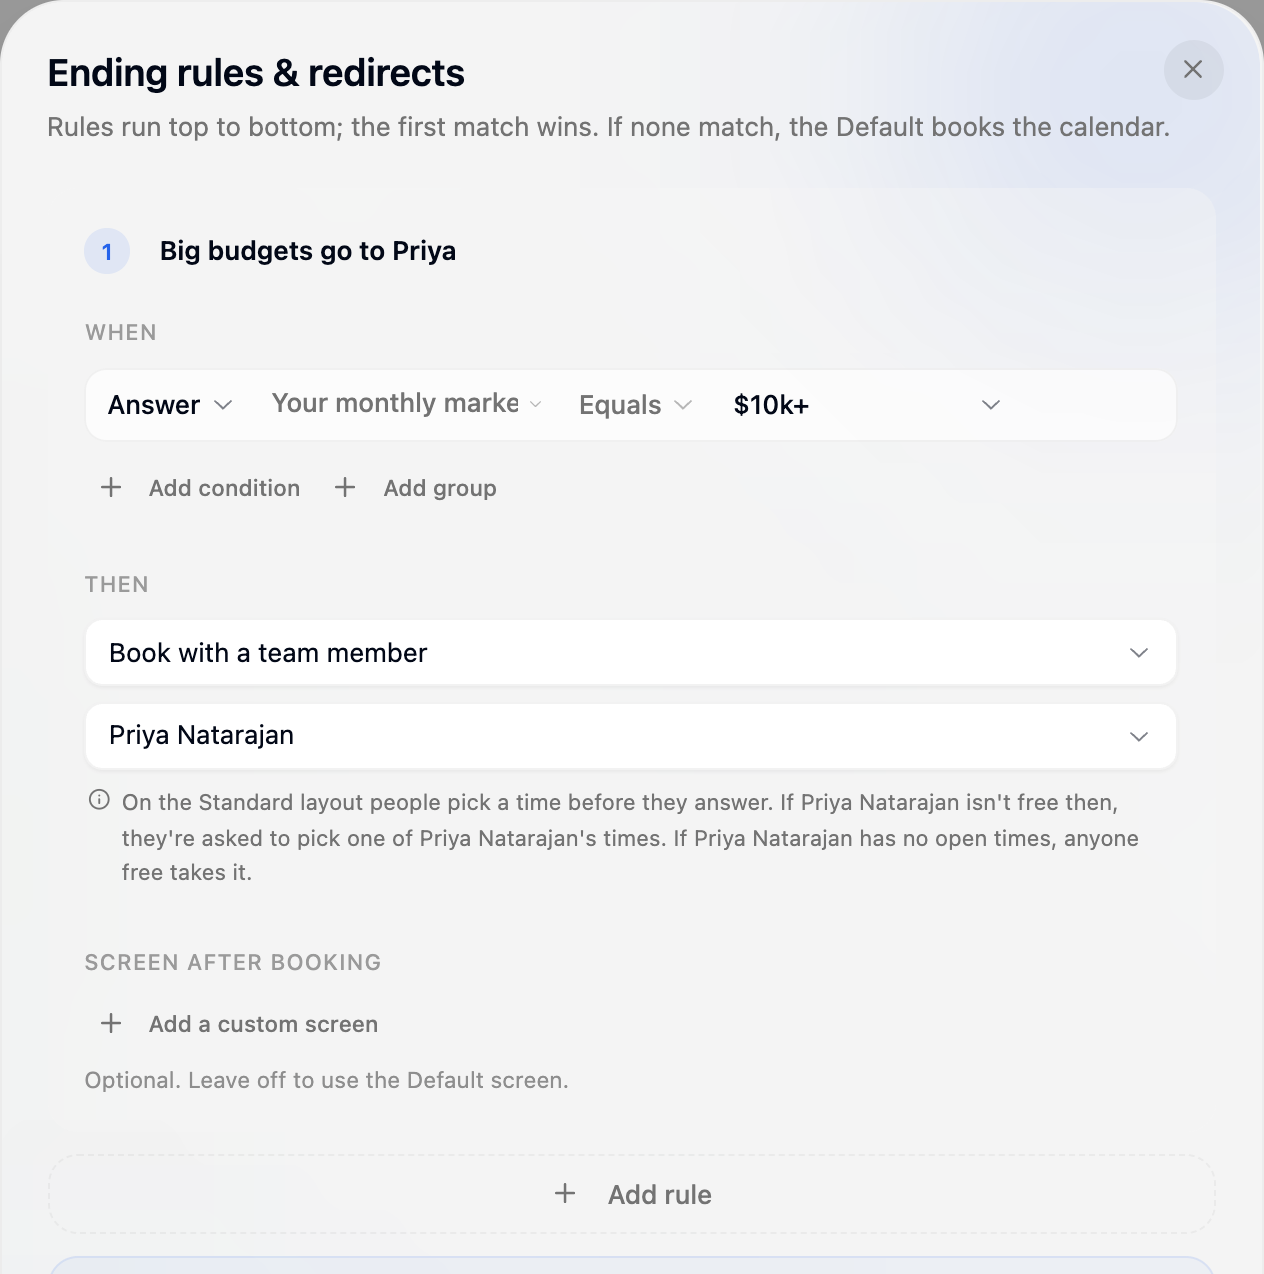 Ending rules & redirects
Rules run top to bottom; the first match wins. If none match, the Default books the calendar.
1 Big budgets go to Priya
WHEN
Answer Your monthly marke Equals $10k+
+ Add condition + Add group
THEN
Book with a team member
Priya Natarajan
On the Standard layout people pick a time before they answer. If Priya Natarajan isn't free then,
they're asked to pick one of Priya Natarajan's times. If Priya Natarajan has no open times, anyone
free takes it.
SCREEN AFTER BOOKING
+ Add a custom screen
Optional. Leave off to use the Default screen.
+ Add rule